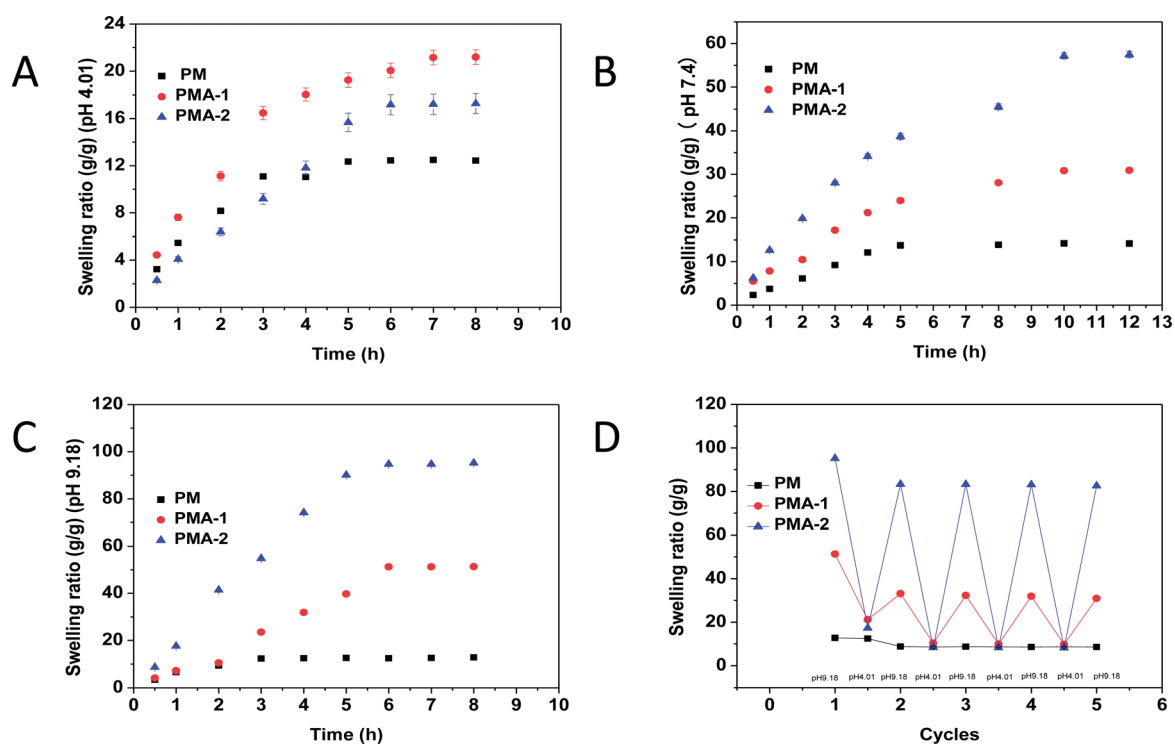 A
Swelling ratio (g/g) (pH 4.01)
24
20
16
12
8
4
0
PM
PMA-1
PMA-2
0 1 2 3 4 5 6 7 8 9 10
Time (h)
B
Swelling ratio (g/g) ( pH 7.4)
60
50
40
30
20
10
0
PM
PMA-1
PMA-2
0 1 2 3 4 5 6 7 8 9 10 11 12 13
Time (h)
C
Swelling ratio (g/g) (pH 9.18)
120
100
80
60
40
20
0
PM
PMA-1
PMA-2
0 1 2 3 4 5 6 7 8 9 10
Time (h)
D
Swelling ratio (g/g)
120
100
80
60
40
20
0
PM
PMA-1
PMA-2
pH9.18 pH4.01 pH9.18 pH4.01 pH9.18 pH4.01 pH9.18 pH4.01 pH9.18
0 1 2 3 4 5 6
Cycles